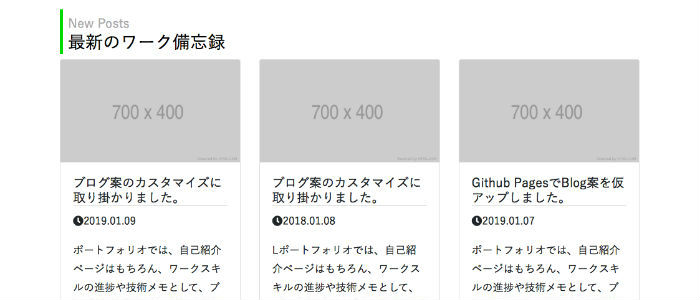 New Posts
最新のワーク備忘録
700 x 400
700 x 400
700 x 400
ブログ案のカスタマイズに
取り掛かりました。
2019.01.09
ポートフォリオでは、自己紹介
ページはもちろん、ワークスキ
ルの進捗や技術メモとして、ブ
ブログ案のカスタマイズに
取り掛かりました。
2018.01.08
Lポートフォリオでは、自己紹
介ページはもちろん、ワークス
キルの進捗や技術メモとして、
Github PagesでBlog案を仮
アップしました。
2019.01.07
ポートフォリオでは、自己紹介
ページはもちろん、ワークスキ
ルの進捗や技術メモとして、ブ